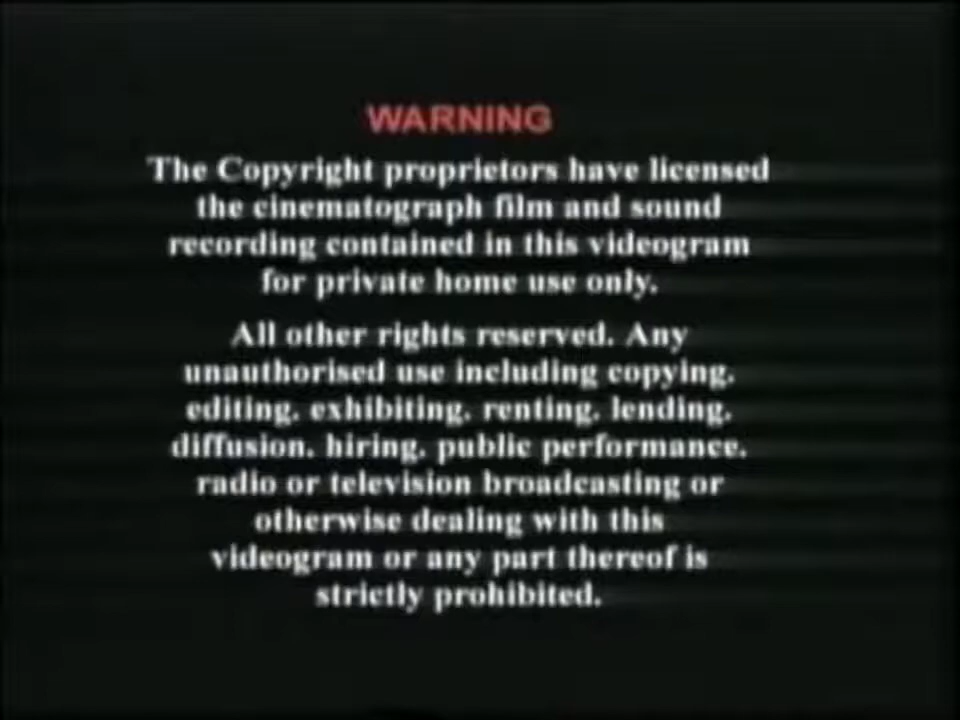 WARNING
The Copyright proprietors have licensed
the cinematograph film and sound
recording contained in this videogram
for private home use only.
All other rights reserved. Any
unauthorised use including copying,
editing, exhibiting, renting, lending,
diffusion, hiring, public performance,
radio or television broadcasting or
otherwise dealing with this
videogram or any part thereof is
strictly prohibited.